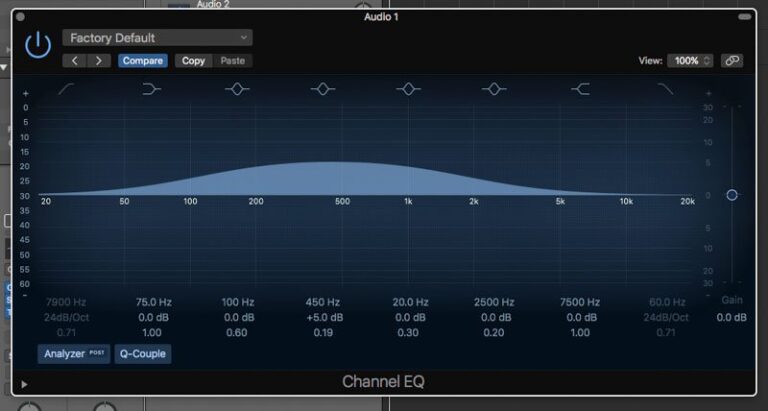 Audio 2
Audio 1
Factory Default
Compare Copy Paste View: 100%
+ +
0 30
5 20
10 10
15
20 5
25
30 0
20 50 100 200 500 1k 2k 5k 10k 20k
35
40 5
45
50 10
55 20
60 30
- -
7900 Hz 75.0 Hz 100 Hz 450 Hz 20.0 Hz 2500 Hz 7500 Hz 60.0 Hz Gain
24dB/Oct 0.0 dB 0.0 dB +5.0 dB 0.0 dB 0.0 dB 0.0 dB 24dB/Oct 0.0 dB
0.71 1.00 0.60 0.19 0.30 0.20 1.00 0.71
Analyzer POST Q-Couple
Channel EQ